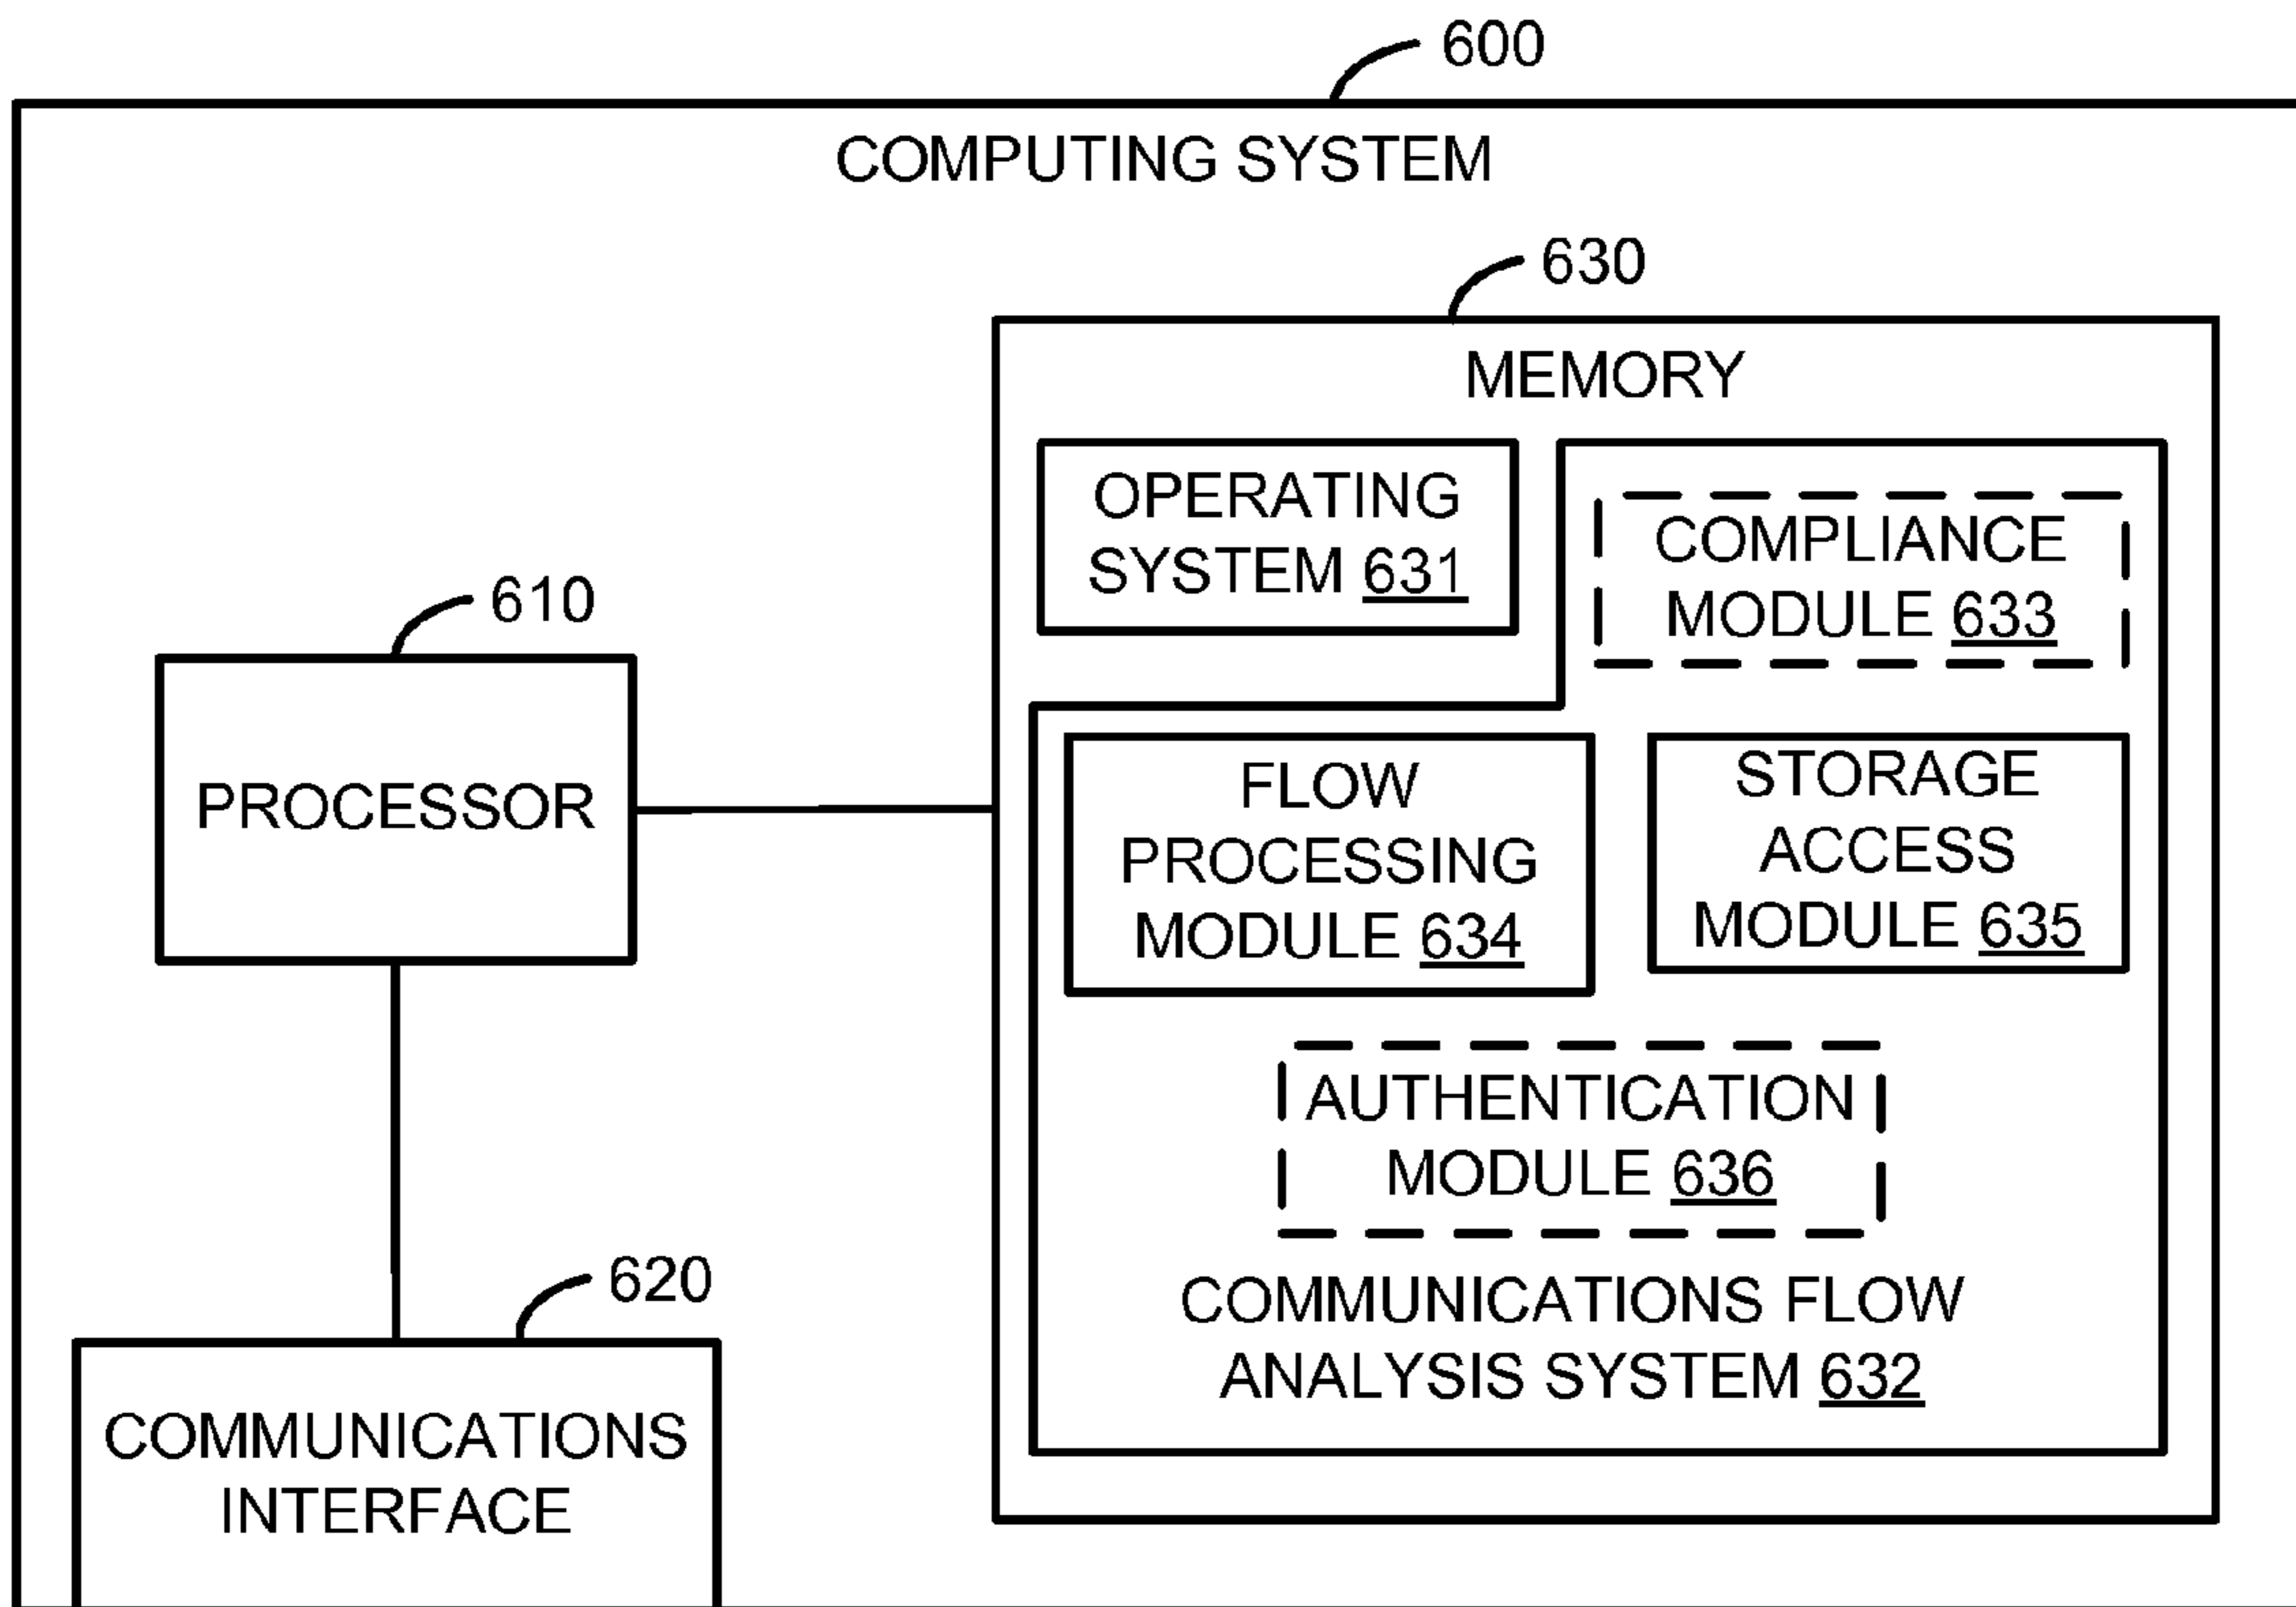 600
COMPUTING SYSTEM
630
MEMORY
OPERATING
SYSTEM 631
COMPLIANCE
MODULE 633
610
PROCESSOR
FLOW
PROCESSING
MODULE 634
STORAGE
ACCESS
MODULE 635
AUTHENTICATION
MODULE 636
COMMUNICATIONS FLOW
ANALYSIS SYSTEM 632
620
COMMUNICATIONS
INTERFACE